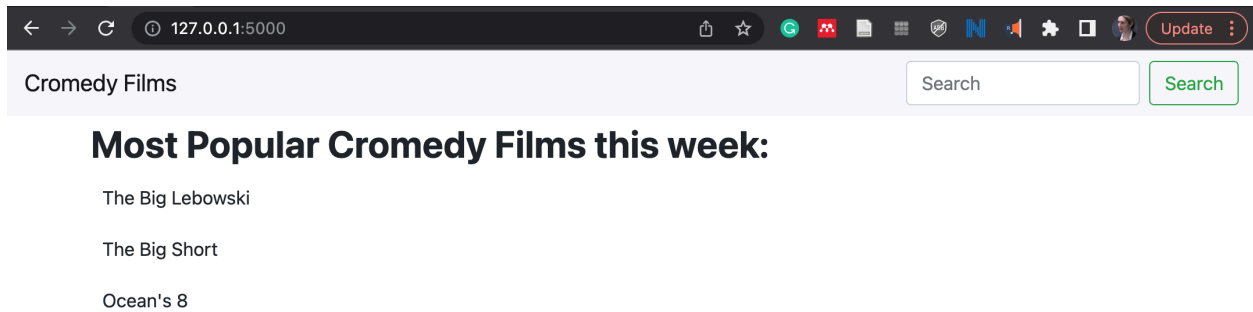 127.0.0.1:5000
Update
Cromedy Films
Search
Search
Most Popular Cromedy Films this week:
The Big Lebowski
The Big Short
Ocean's 8